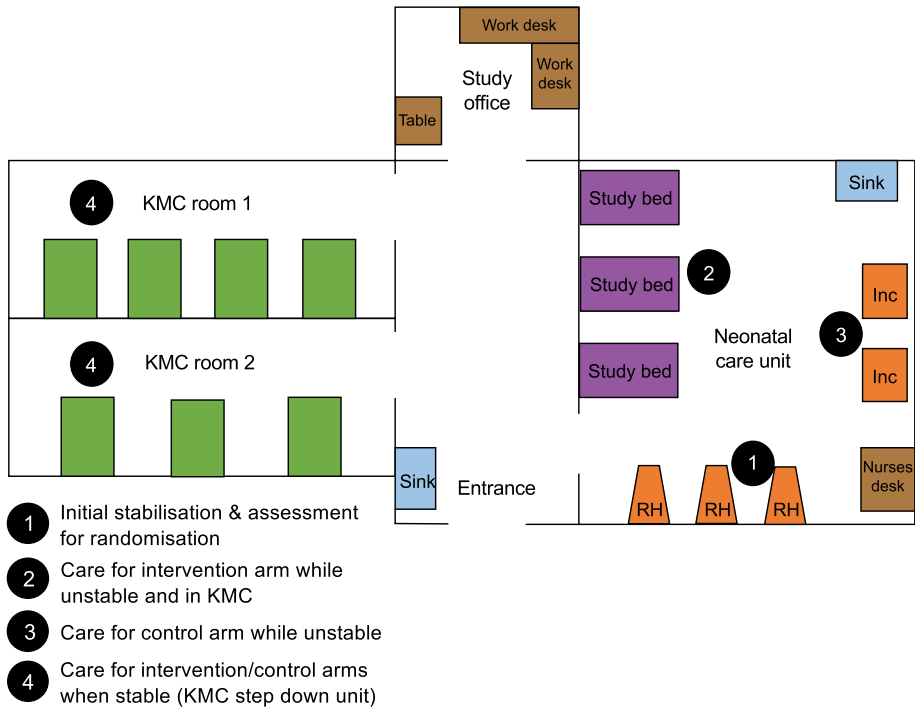 Work desk
Work
desk
Study
office
Table
4
KMC room 1
Study bed
Sink
Study bed
2
Inc
3
Neonatal
care unit
4
KMC room 2
Study bed
Inc
Sink
Entrance
1
RH
RH
RH
Nurses
desk
1
Initial stabilisation & assessment
for randomisation
2
Care for intervention arm while
unstable and in KMC
3
Care for control arm while unstable
4
Care for intervention/control arms
when stable (KMC step down unit)